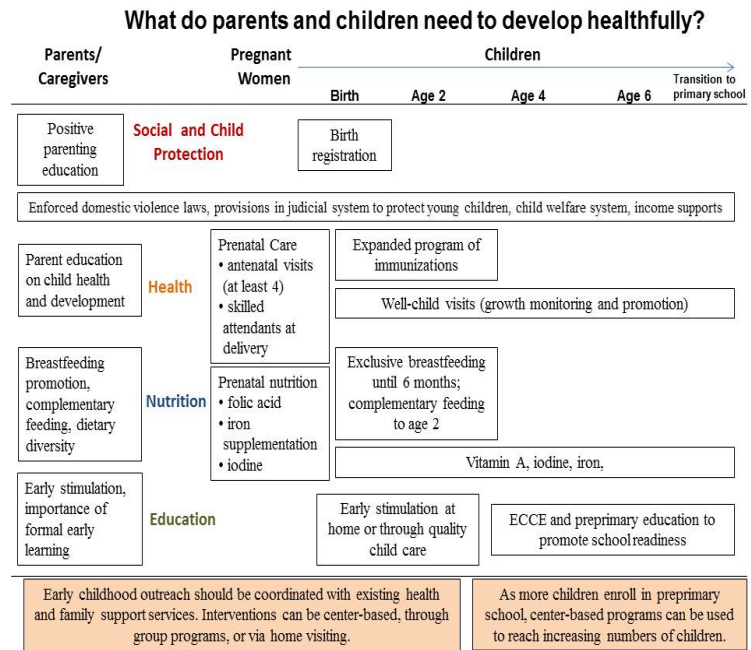 What do parents and children need to develop healthfully?
Parents/
Caregivers
Pregnant
Women
Children
Birth
Age 2
Age 4
Age 6
Transition to
primary school
Positive
parenting
education
Social and Child
Protection
Birth
registration
Enforced domestic violence laws, provisions in judicial system to protect young children, child welfare system, income supports
Parent education
on child health
and development
Health
Prenatal Care
• antenatal visits
(at least 4)
• skilled
attendants at
delivery
Expanded program of
immunizations
Well-child visits (growth monitoring and promotion)
Breastfeeding
promotion,
complementary
feeding, dietary
diversity
Nutrition
Prenatal nutrition
• folic acid
• iron
supplementation
• iodine
Exclusive breastfeeding
until 6 months;
complementary feeding
to age 2
Vitamin A, iodine, iron,
Early stimulation,
importance of
formal early
learning
Education
Early stimulation at
home or through quality
child care
ECCE and preprimary education to
promote school readiness
Early childhood outreach should be coordinated with existing health
and family support services. Interventions can be center-based, through
group programs, or via home visiting.
As more children enroll in preprimary
school, center-based programs can be used
to reach increasing numbers of children.